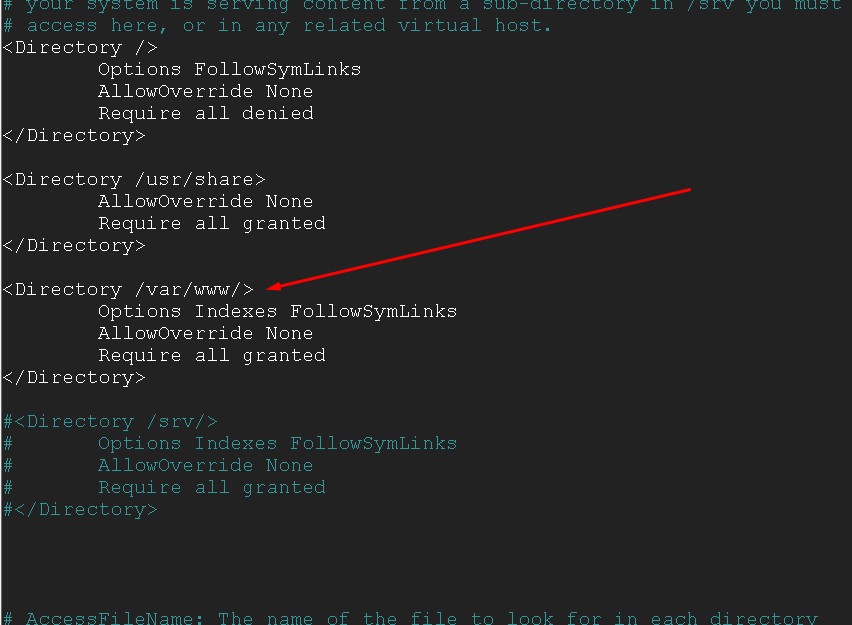 # your system is serving content from a sub-directory in /srv you must
# access here, or in any related virtual host.
<Directory />
        Options FollowSymLinks
        AllowOverride None
        Require all denied
</Directory>

<Directory /usr/share>
        AllowOverride None
        Require all granted
</Directory>

<Directory /var/www/>
        Options Indexes FollowSymLinks
        AllowOverride None
        Require all granted
</Directory>

#<Directory /srv/>
#       Options Indexes FollowSymLinks
#       AllowOverride None
#       Require all granted
#</Directory>

# AccessFileName: The name of the file to look for in each directory